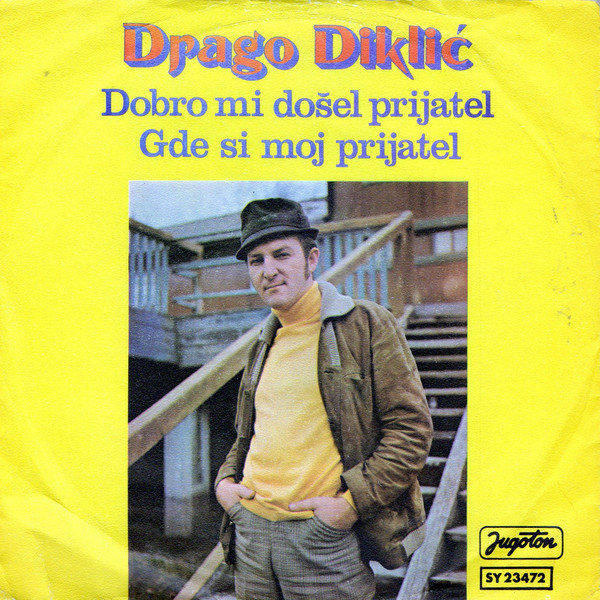 Drago Diklić
Dobro mi došel prijatel
Gde si moj prijatel
Jugoton
SY 23472